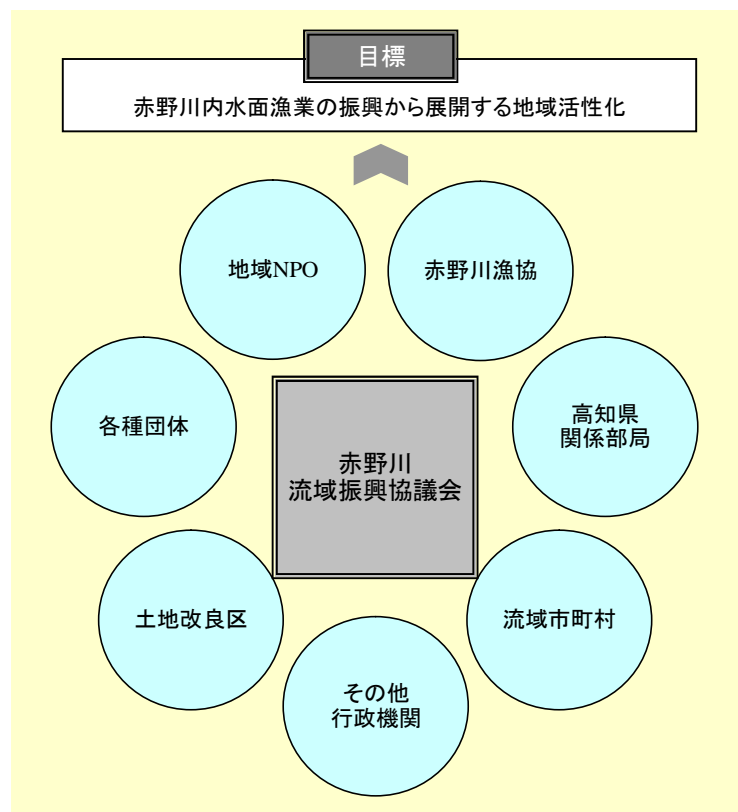 目標
赤野川内水面漁業の振興から展開する地域活性化
地域NPO
赤野川漁協
各種団体
高知県
関係部局
赤野川
流域振興協議会
土地改良区
流域市町村
その他
行政機関